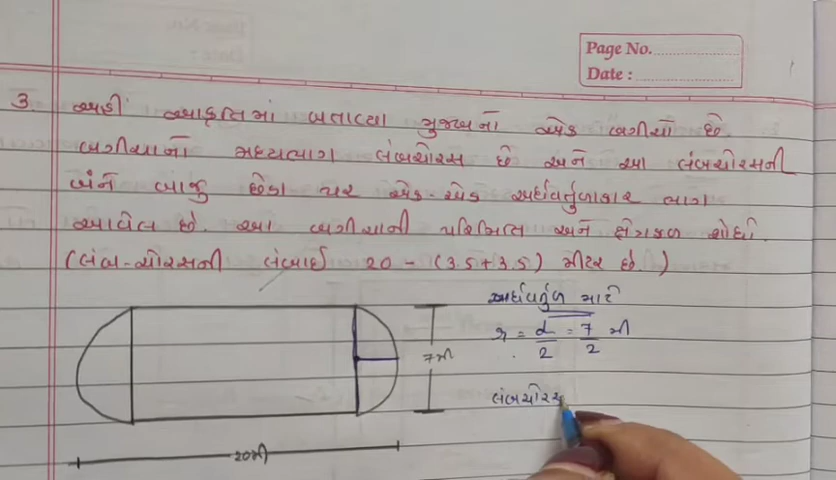 Page No.
Date :
3. અહીં આકૃતિમાં બતાવ્યા મુજબનો એક બગીચો છે.
બગીચાનો મધ્યભાગ લંબચોરસ છે અને આ લંબચોરસની
બંને બાજુ છેડા પર એક-એક અર્ધવર્તુળાકાર ભાગ
આવેલ છે. આ બગીચાની પરિમિતિ અને ક્ષેત્રફળ શોધો.
(લંબ-ચોરસની લંબાઈ 20 - (3.5+3.5) મીટર છે.)
અર્ધવર્તુળ માટે
r = d/2 = 7/2 મી
7મી
લંબચોરસ
20મી